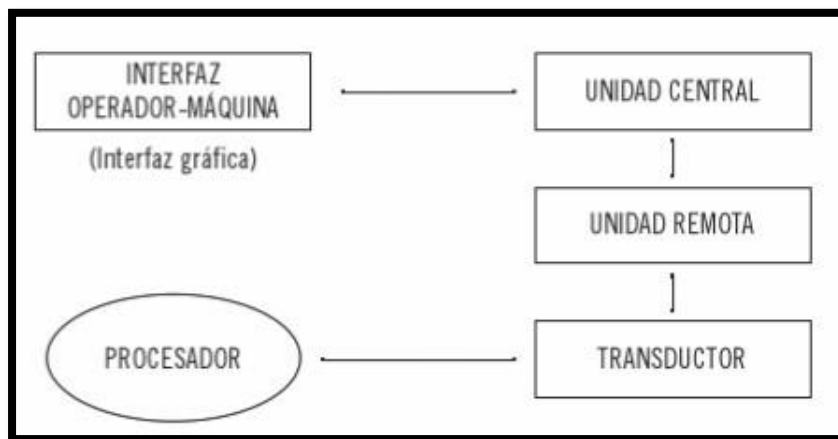 INTERFAZ
OPERADOR-MÁQUINA
(Interfaz gráfica)
UNIDAD CENTRAL
UNIDAD REMOTA
PROCESADOR
TRANSDUCTOR